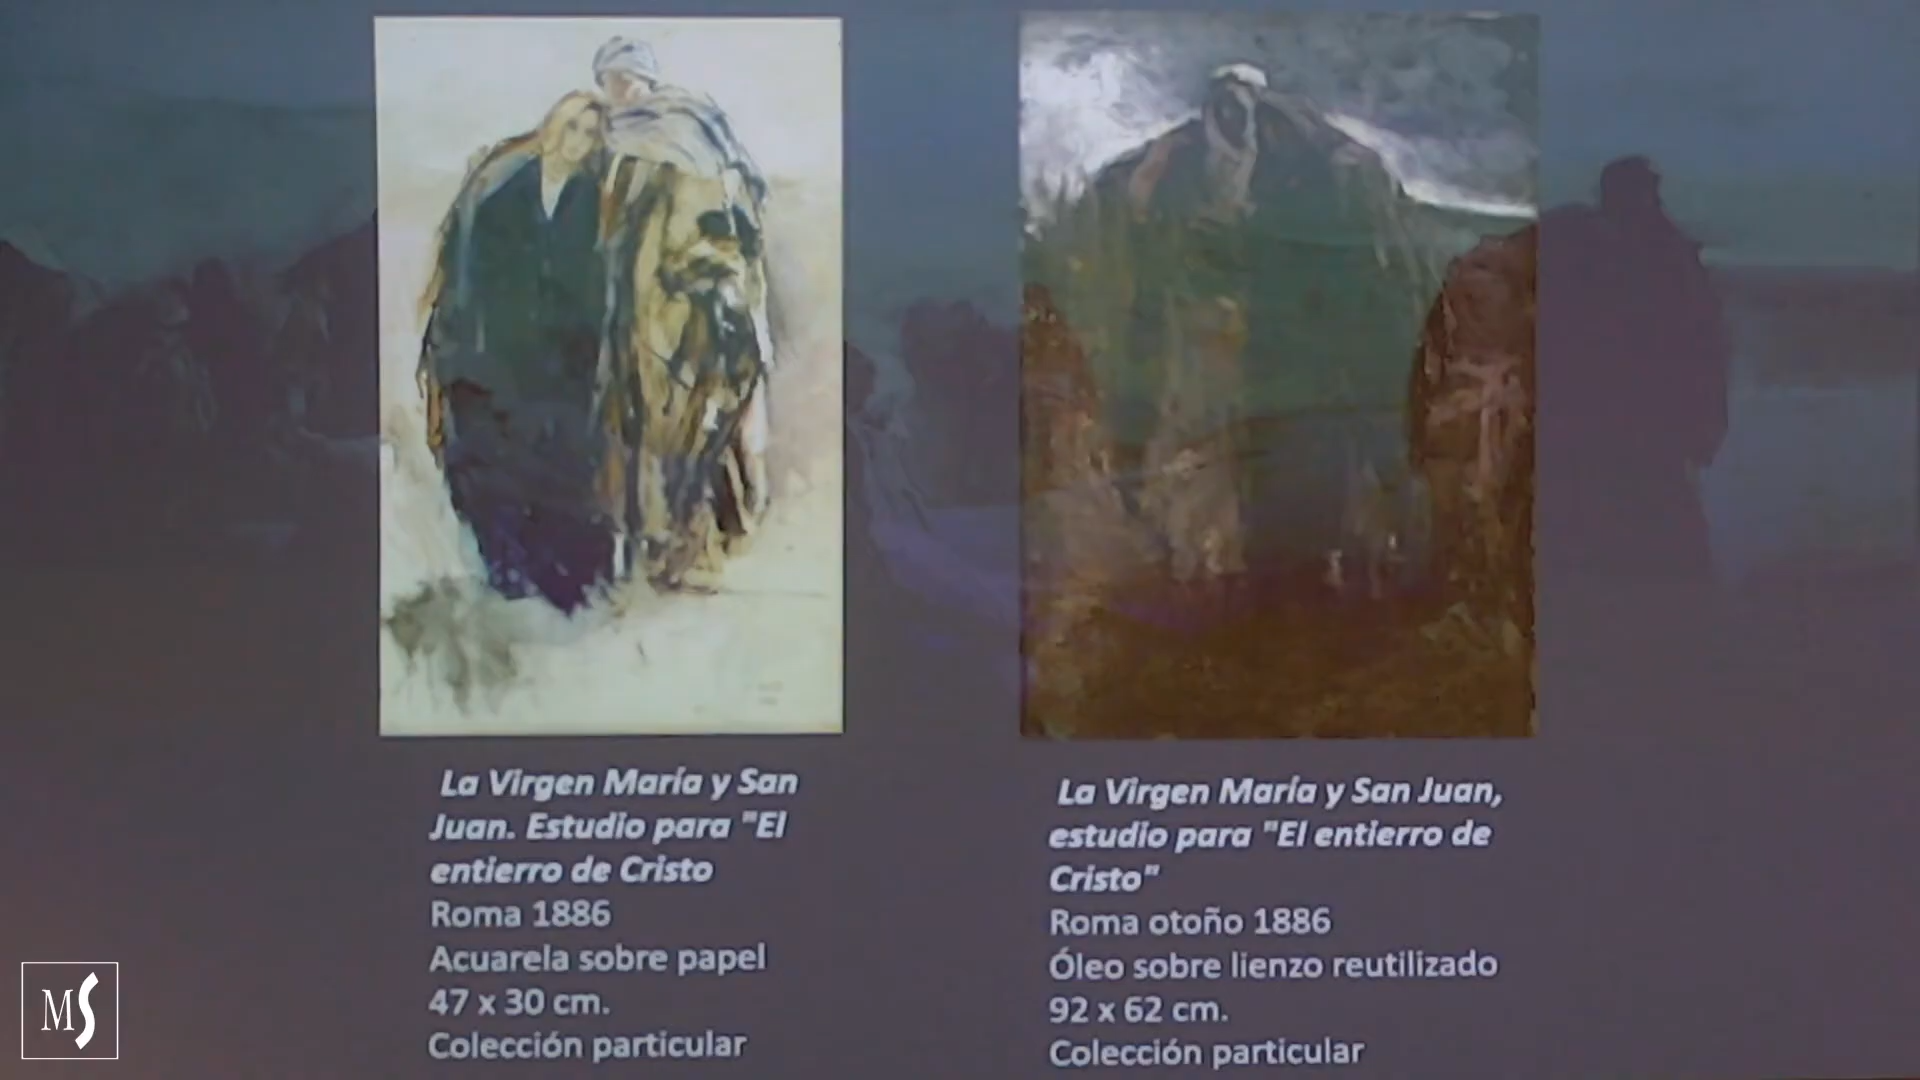 La Virgen María y San
Juan. Estudio para "El
entierro de Cristo
Roma 1886
Acuarela sobre papel
47 x 30 cm.
Colección particular
La Virgen María y San Juan,
estudio para "El entierro de
Cristo"
Roma otoño 1886
Óleo sobre lienzo reutilizado
92 x 62 cm.
Colección particular
MS